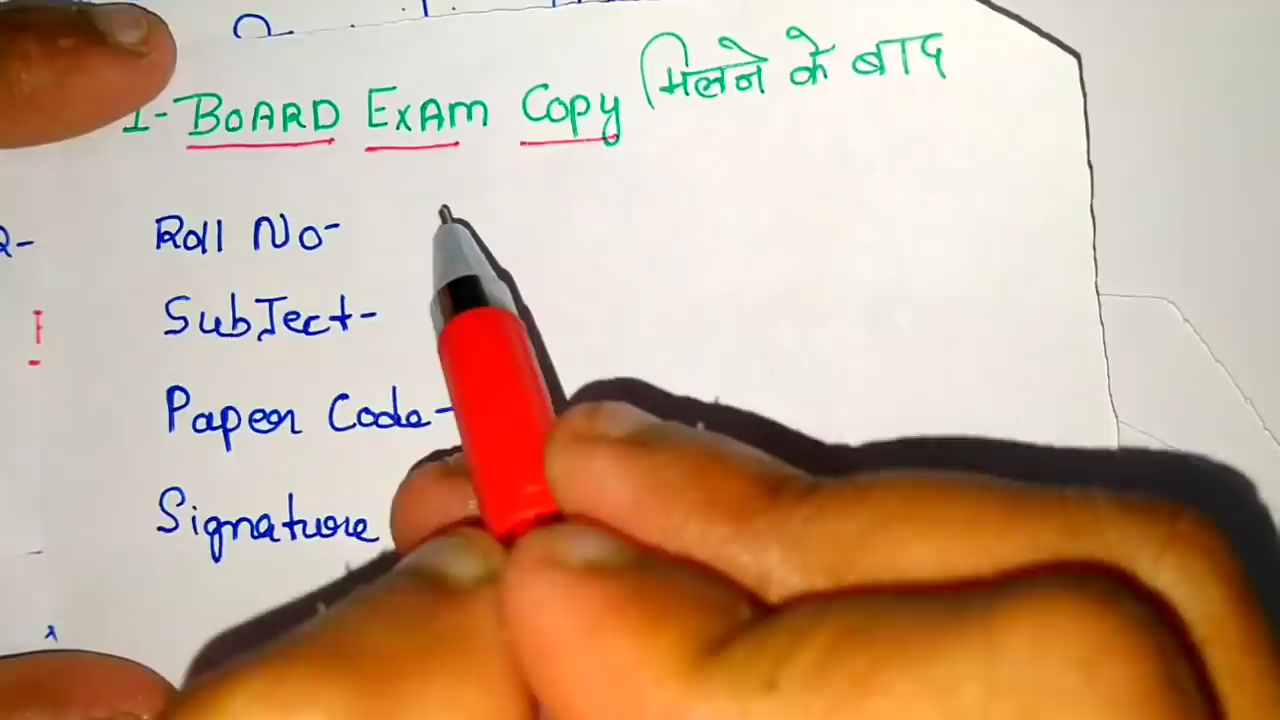 1- BOARD EXAM Copy मिलने के बाद
Roll No-
SubJect-
Paper Code-
Signature